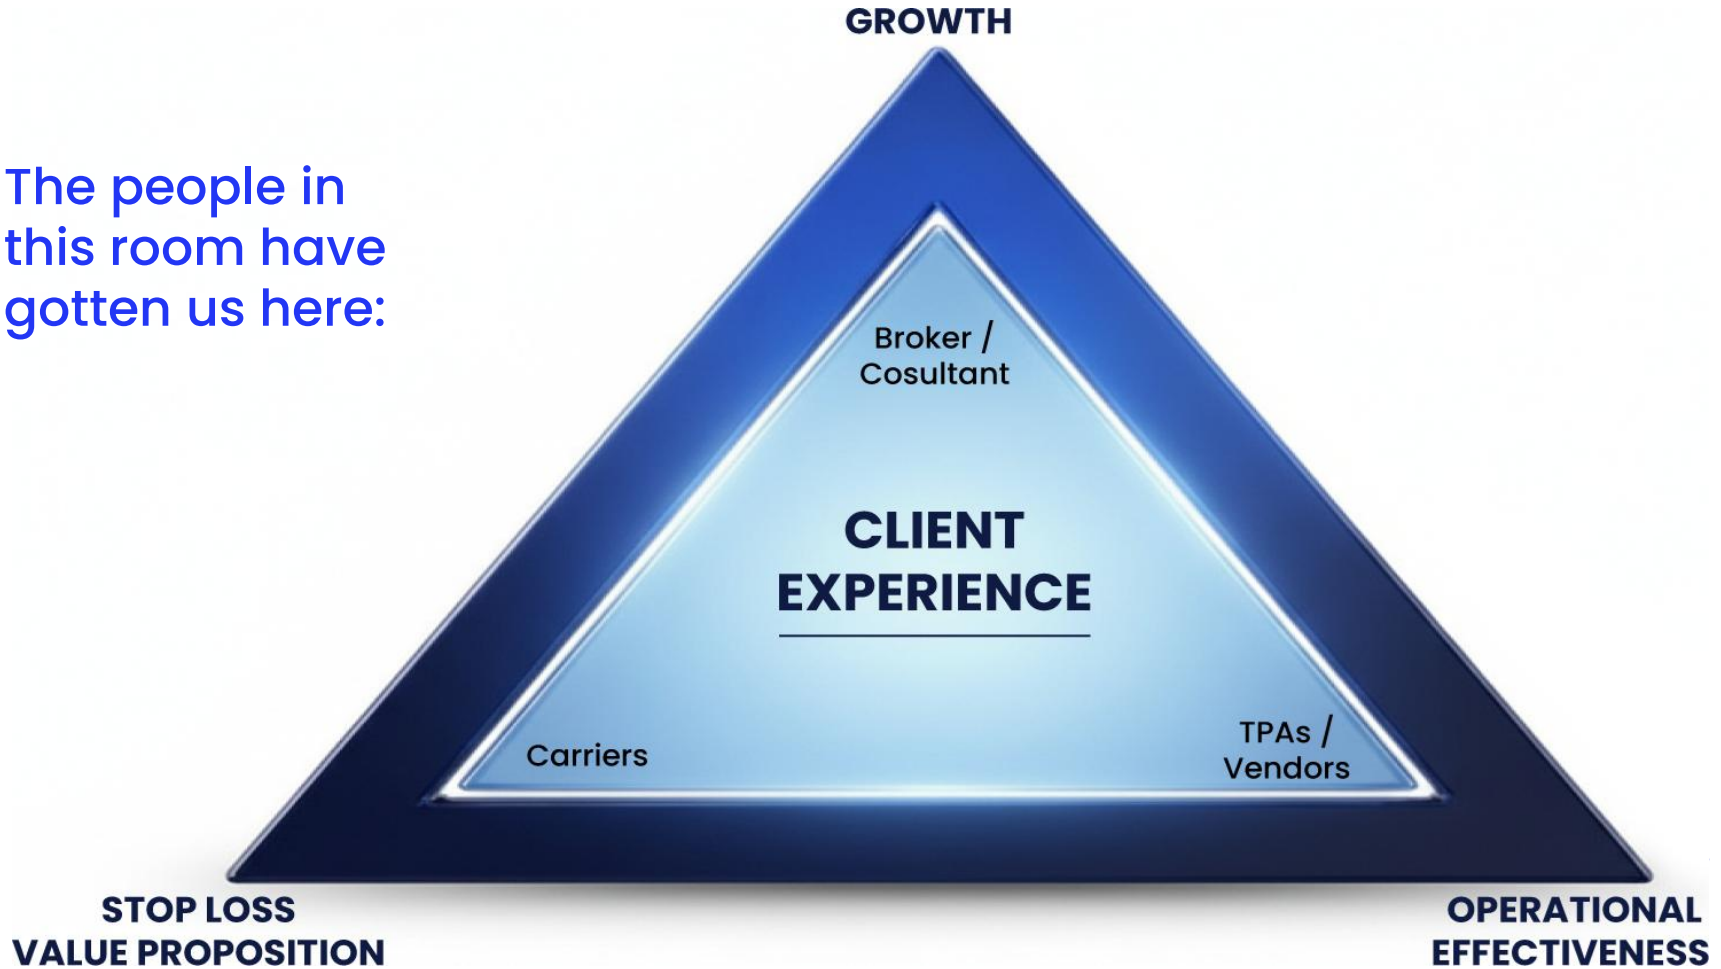 GROWTH
The people in
this room have
gotten us here:
Broker /
Cosultant
CLIENT
EXPERIENCE
Carriers
TPAs /
Vendors
STOP LOSS
VALUE PROPOSITION
OPERATIONAL
EFFECTIVENESS